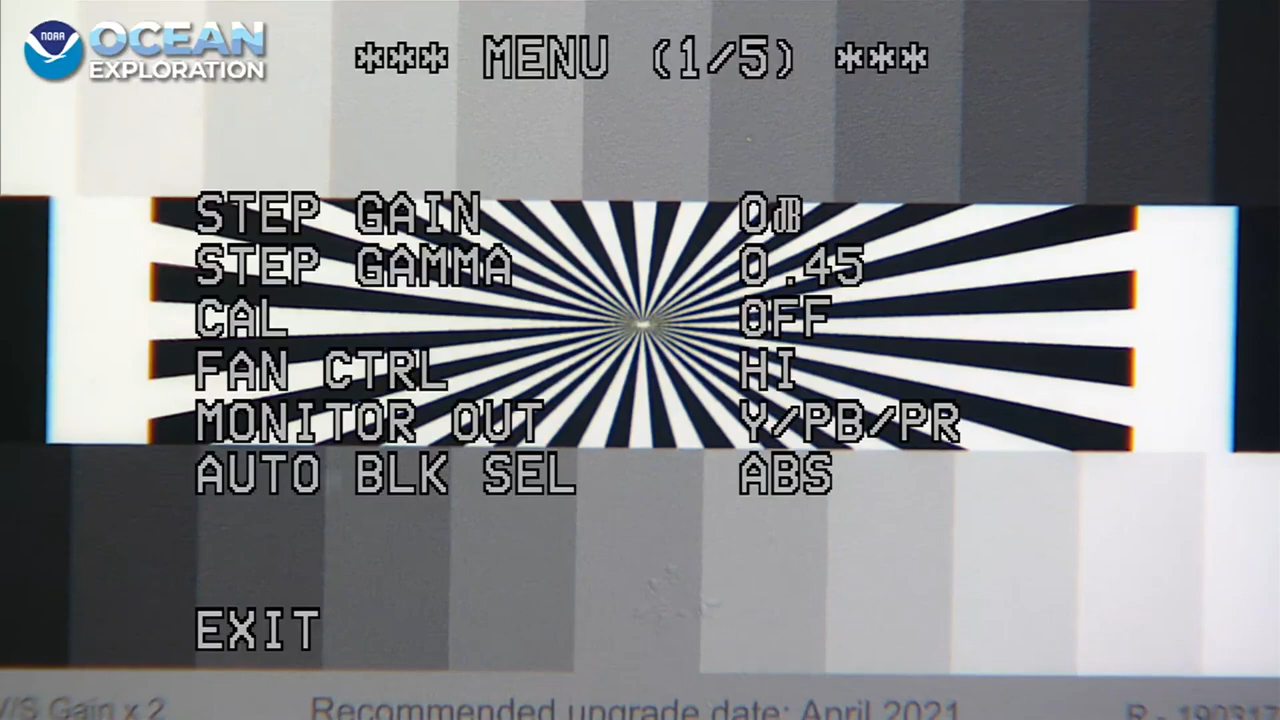 NOAA
OCEAN
EXPLORATION
*** MENU (1/5) ***
STEP GAIN 0dB
STEP GAMMA 0.45
CAL OFF
FAN CTRL HI
MONITOR OUT Y/PB/PR
AUTO BLK SEL ABS
EXIT
Gain x 2 Recommended upgrade date: April 2021